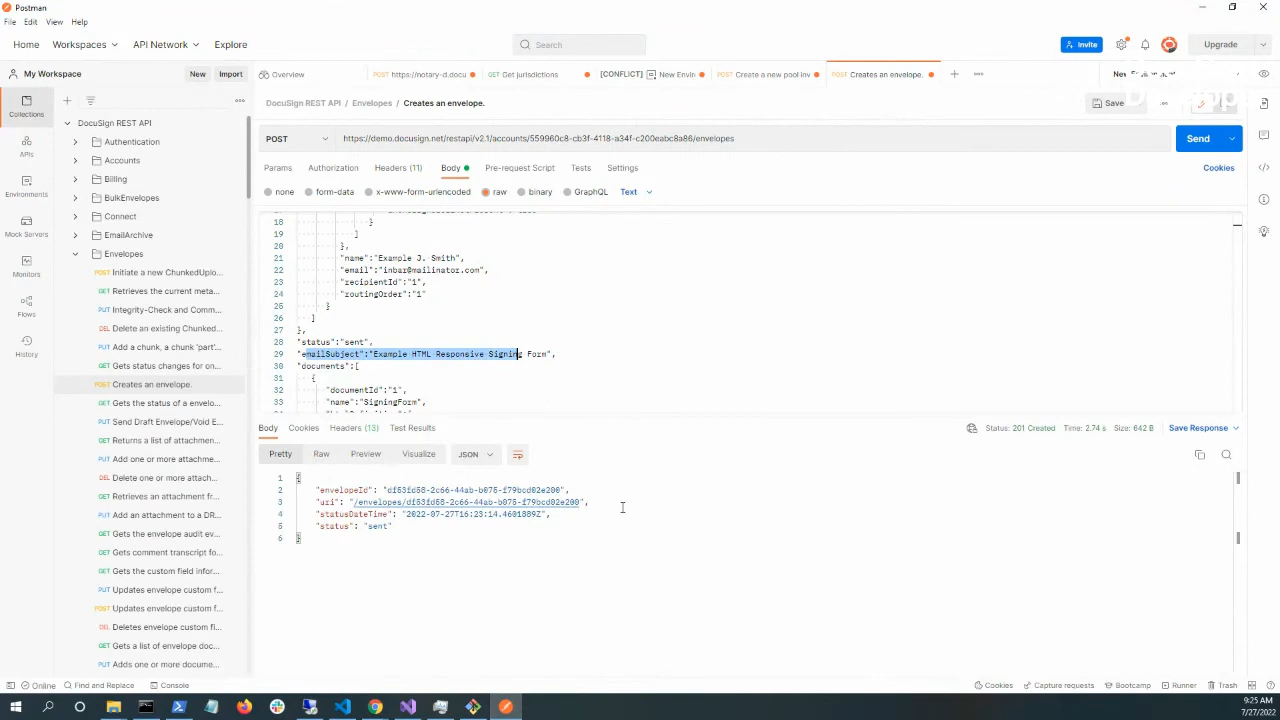 Postman
File Edit View Help
Home Workspaces API Network Explore
Search
Invite
Upgrade
My Workspace New Import
Overview
POST https://notary-d.docu
GET Get jurisdictions
[CONFLICT] New Envin
POST Create a new pool inv
POST Creates an envelope.
DocuSign REST API / Envelopes / Creates an envelope.
Save
POST https://demo.docusign.net/restapi/v2.1/accounts/559960c8-cb3f-4118-a34f-c200eabc8a86/envelopes
Send
Params Authorization Headers (11) Body Pre-request Script Tests Settings
Cookies
none form-data x-www-form-urlencoded raw binary GraphQL Text
Collections
APIs
Environments
Mock Servers
Monitors
Flows
History
DocuSign REST API
Authentication
Accounts
Billing
BulkEnvelopes
Connect
EmailArchive
Envelopes
POST Initiate a new ChunkedUplo...
GET Retrieves the current meta...
PUT Integrity-Check and Comm...
DEL Delete an existing Chunked...
PUT Add a chunk, a chunk 'part'...
GET Gets status changes for on...
POST Creates an envelope.
GET Gets the status of a envelo...
PUT Send Draft Envelope/Void E...
GET Returns a list of attachmen...
PUT Add one or more attachme...
DEL Delete one or more attach...
GET Retrieves an attachment fr...
PUT Add an attachment to a DR...
GET Gets the envelope audit ev...
GET Gets comment transcript fo...
GET Gets the custom field infor...
PUT Updates envelope custom f...
POST Updates envelope custom f...
DEL Deletes envelope custom fi...
GET Gets a list of envelope doc...
PUT Adds one or more docume...
18 }
19 ]
20 },
21 "name":"Example J. Smith",
22 "email":"inbar@mailinator.com",
23 "recipientId":"1",
24 "routingOrder":"1"
25 }
26 ]
27 },
28 "status":"sent",
29 "emailSubject":"Example HTML Responsive Signing Form",
30 "documents":[
31 {
32 "documentId":"1",
33 "name":"SigningForm",
Body Cookies Headers (13) Test Results
Status: 201 Created Time: 2.74 s Size: 642 B Save Response
Pretty Raw Preview Visualize JSON
1 {
2 "envelopeId": "df53fd58-2c66-44ab-b075-f79bcd02e200",
3 "uri": "/envelopes/df53fd58-2c66-44ab-b075-f79bcd02e200",
4 "statusDateTime": "2022-07-27T16:23:14.4601889Z",
5 "status": "sent"
6 }
Online Find and Replace Console
Cookies Capture requests Bootcamp Runner Trash
9:25 AM
7/27/2022